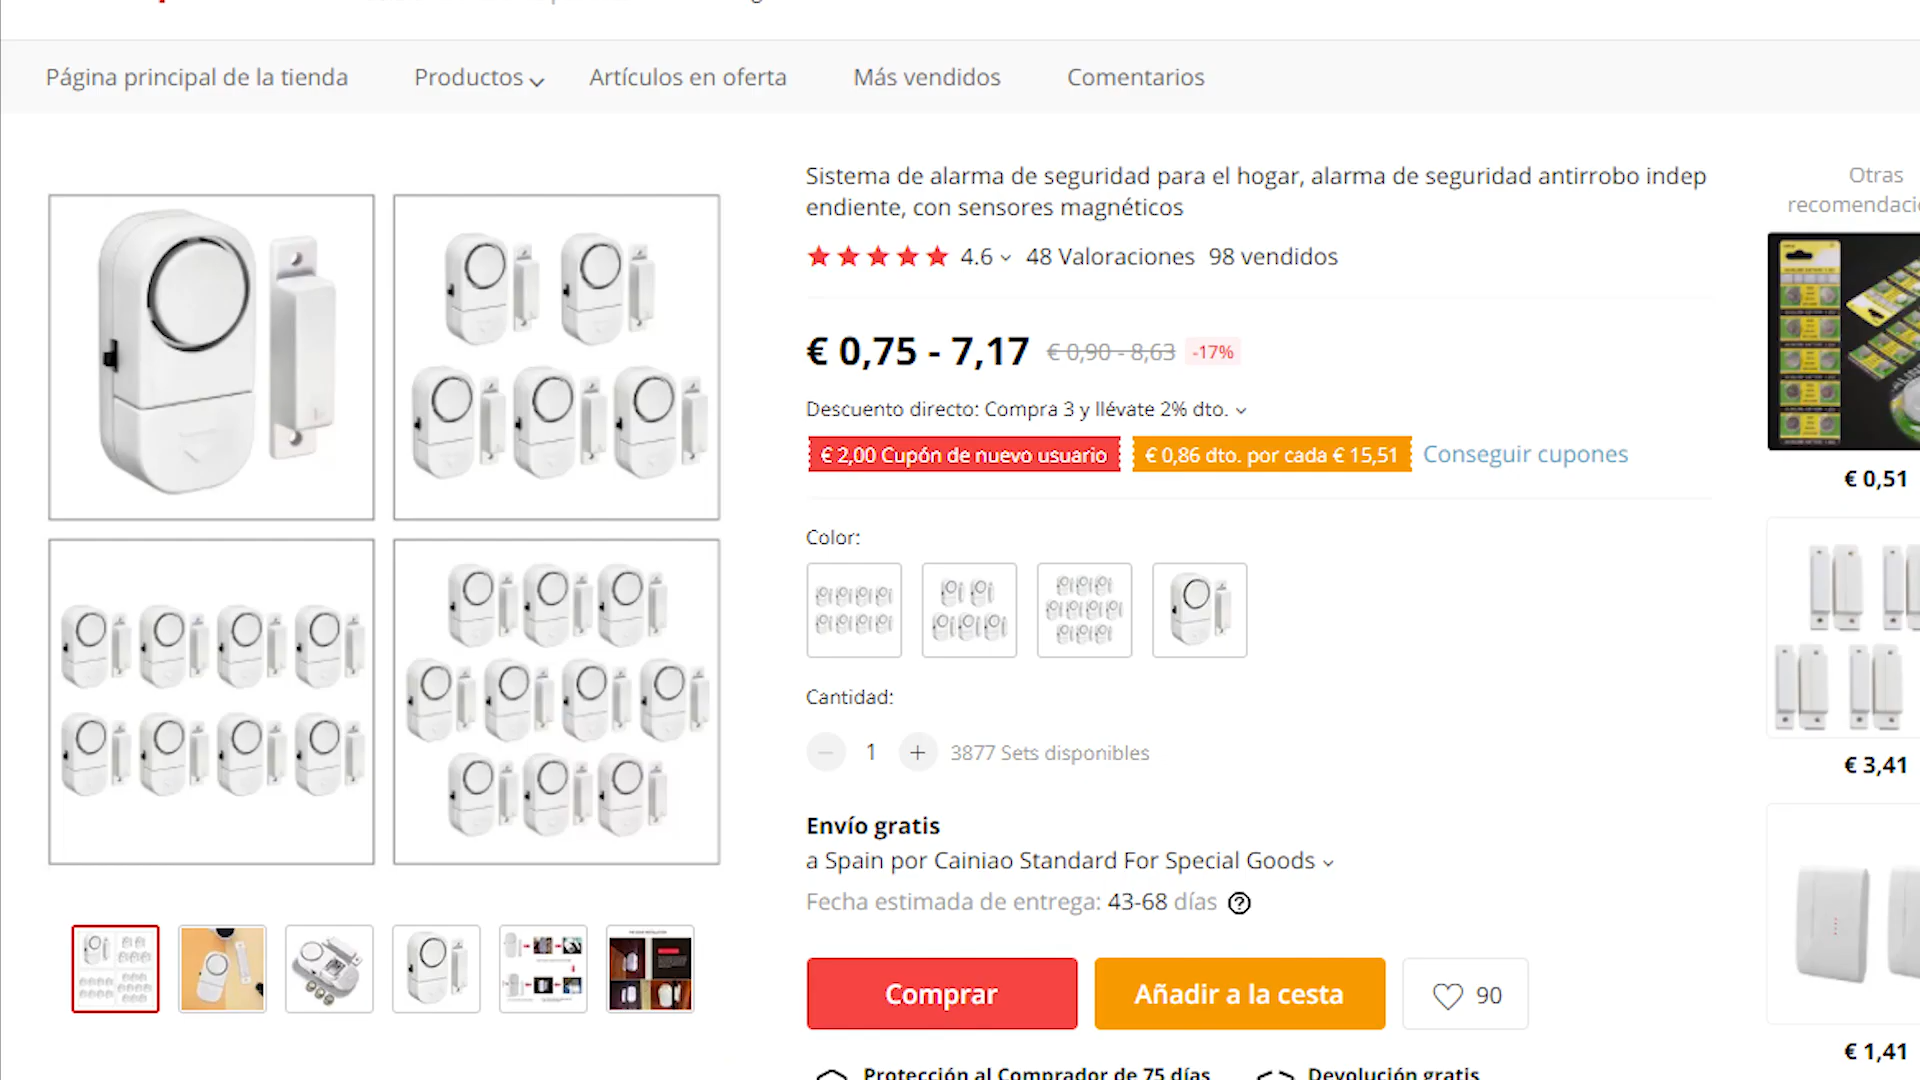 Página principal de la tienda
Productos
Artículos en oferta
Más vendidos
Comentarios
Sistema de alarma de seguridad para el hogar, alarma de seguridad antirrobo indep
endiente, con sensores magnéticos
4.6 48 Valoraciones 98 vendidos
€ 0,75 - 7,17 € 0,90 - 8,63 -17%
Descuento directo: Compra 3 y llévate 2% dto.
€ 2,00 Cupón de nuevo usuario € 0,86 dto. por cada € 15,51 Conseguir cupones
Color:
Cantidad:
1 3877 Sets disponibles
Envío gratis
a Spain por Cainiao Standard For Special Goods
Fecha estimada de entrega: 43-68 días
Comprar
Añadir a la cesta
90
Protección al Comprador de 75 días
Devolución gratis
Otras
€ 0,51
€ 3,41
€ 1,41